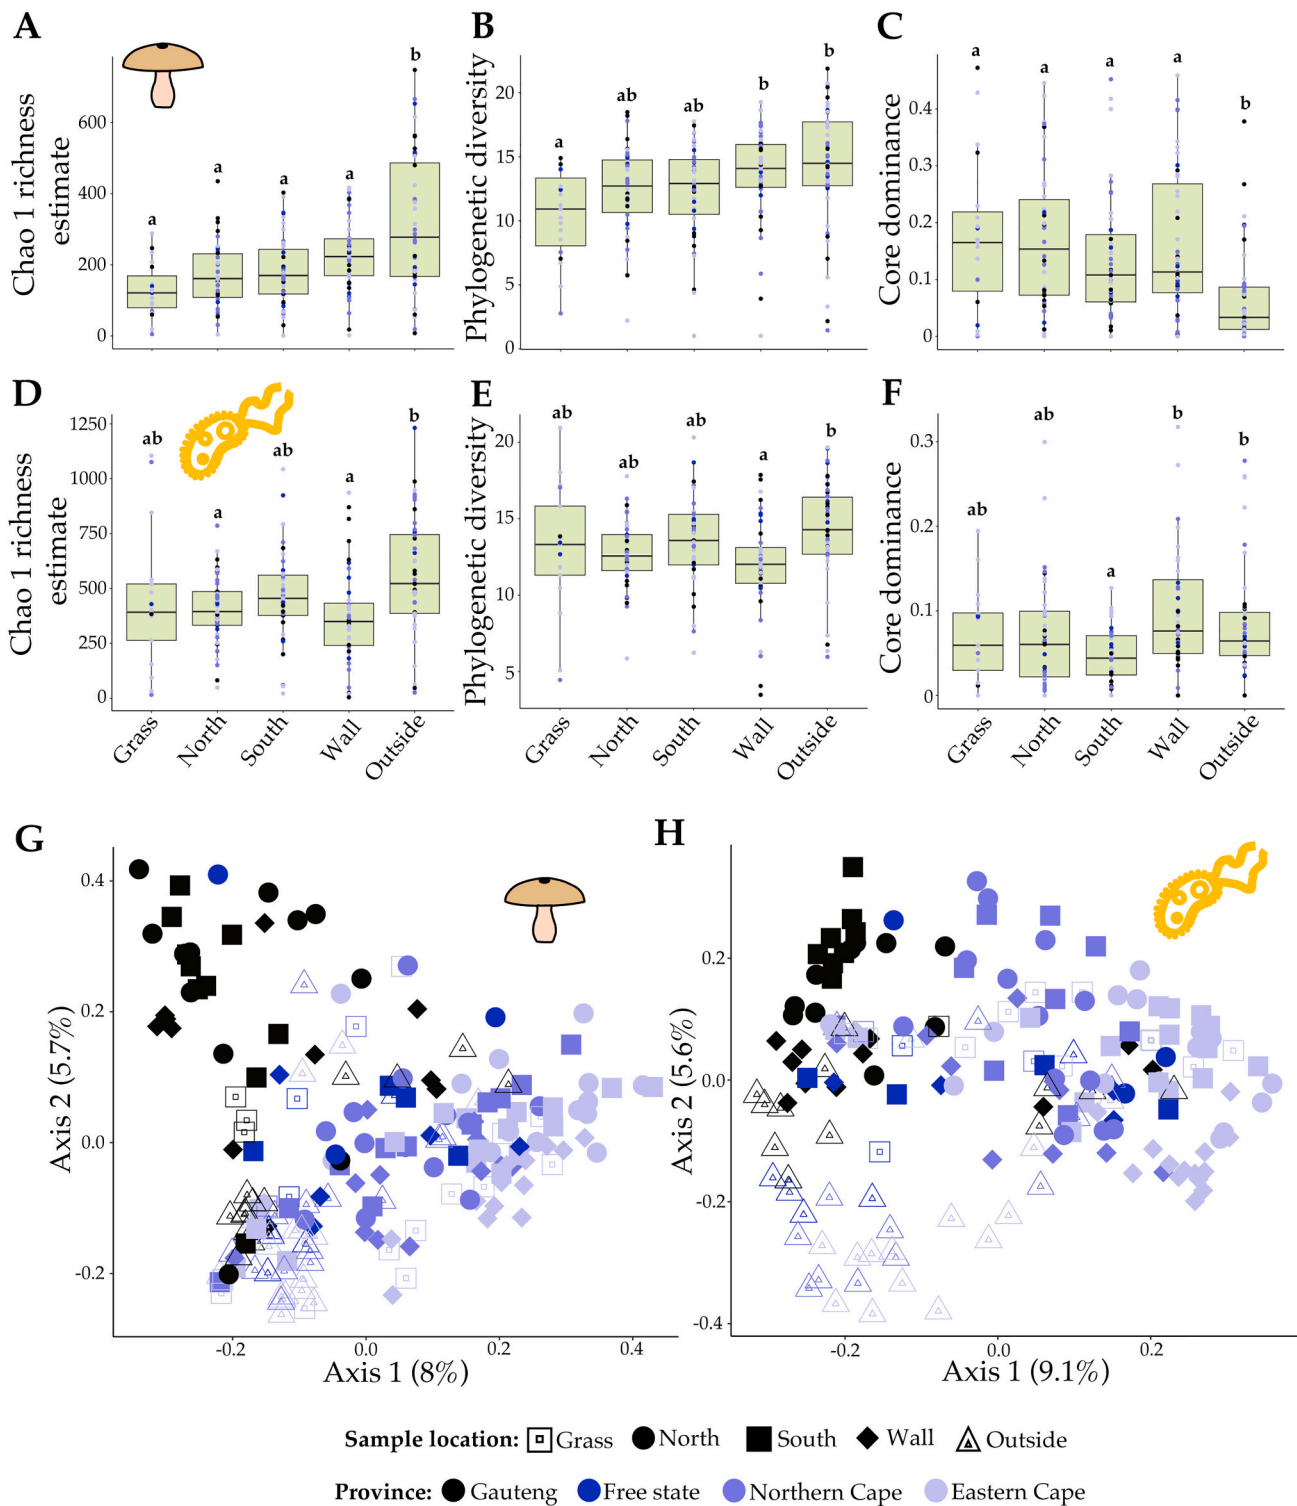 A
B
C
Chao 1 richness
estimate
600
400
200
0
a
a
a
a
b
Phylogenetic diversity
20
15
10
5
0
a
ab
ab
b
b
Core dominance
0.4
0.3
0.2
0.1
0
a
a
a
a
b
D
E
F
Chao 1 richness
estimate
1250
1000
750
500
250
0
ab
a
ab
a
b
Grass
North
South
Wall
Outside
Phylogenetic diversity
20
15
10
5
ab
ab
ab
a
b
Grass
North
South
Wall
Outside
Core dominance
0.3
0.2
0.1
0
ab
ab
a
b
b
Grass
North
South
Wall
Outside
G
H
Axis 2 (5.7%)
0.4
0.2
0.0
-0.2
-0.2
0.0
0.2
0.4
Axis 1 (8%)
Axis 2 (5.6%)
0.2
0.0
-0.2
-0.4
-0.2
0.0
0.2
Axis 1 (9.1%)
Sample location: Grass North South Wall Outside
Province: Gauteng Free state Northern Cape Eastern Cape